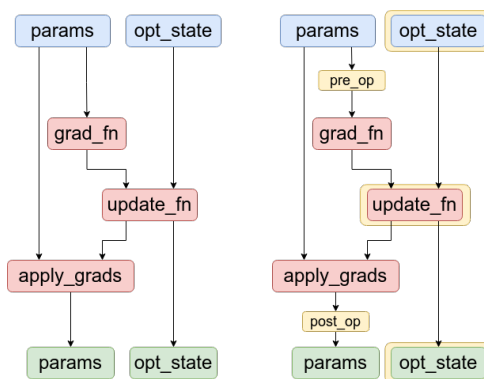 params opt_state
grad_fn
update_fn
apply_grads
params opt_state
params opt_state
pre_op
grad_fn
update_fn
apply_grads
post_op
params opt_state